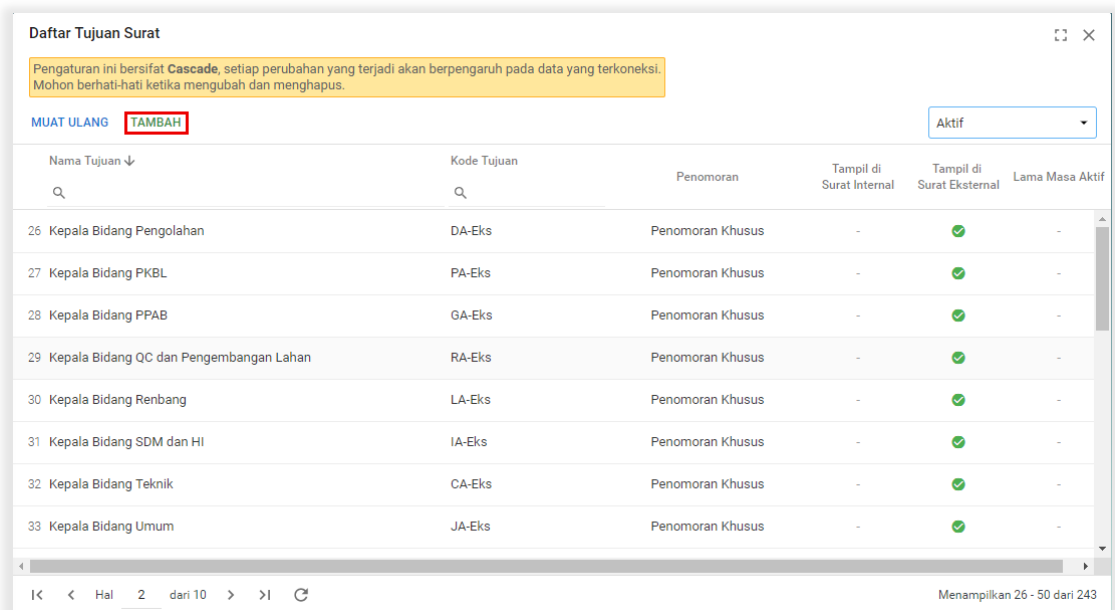 Daftar Tujuan Surat
Pengaturan ini bersifat Cascade, setiap perubahan yang terjadi akan berpengaruh pada data yang terkoneksi.
Mohon berhati-hati ketika mengubah dan menghapus.
MUAT ULANG TAMBAH Aktif
Nama Tujuan Kode Tujuan Penomoran Tampil di Surat Internal Tampil di Surat Eksternal Lama Masa Aktif
26 Kepala Bidang Pengolahan DA-Eks Penomoran Khusus - -
27 Kepala Bidang PKBL PA-Eks Penomoran Khusus - -
28 Kepala Bidang PPAB GA-Eks Penomoran Khusus - -
29 Kepala Bidang QC dan Pengembangan Lahan RA-Eks Penomoran Khusus - -
30 Kepala Bidang Renbang LA-Eks Penomoran Khusus - -
31 Kepala Bidang SDM dan HI IA-Eks Penomoran Khusus - -
32 Kepala Bidang Teknik CA-Eks Penomoran Khusus - -
33 Kepala Bidang Umum JA-Eks Penomoran Khusus - -
Hal 2 dari 10 Menampilkan 26 - 50 dari 243